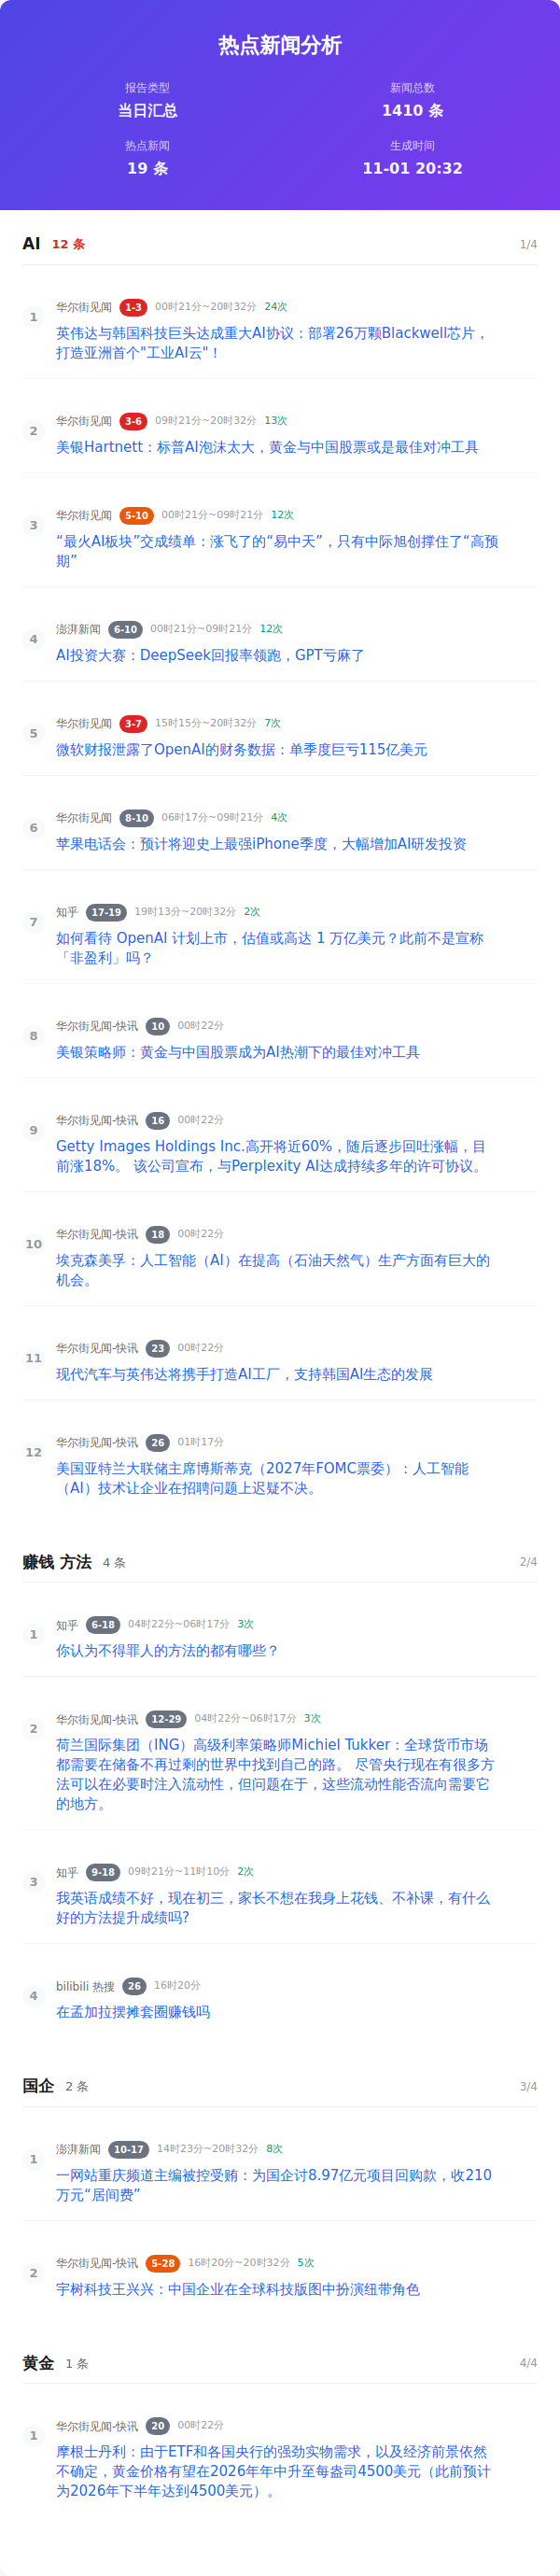 热点新闻分析
报告类型
当日汇总
新闻总数
1410 条
热点新闻
19 条
生成时间
11-01 20:32
AI 12 条 1/4
1
华尔街见闻 1-3 00时21分~20时32分 24次
英伟达与韩国科技巨头达成重大AI协议：部署26万颗Blackwell芯片，
打造亚洲首个"工业AI云"！
2
华尔街见闻 3-6 09时21分~20时32分 13次
美银Hartnett：标普AI泡沫太大，黄金与中国股票或是最佳对冲工具
3
华尔街见闻 5-10 00时21分~09时21分 12次
“最火AI板块”交成绩单：涨飞了的“易中天”，只有中际旭创撑住了“高预
期”
4
澎湃新闻 6-10 00时21分~09时21分 12次
AI投资大赛：DeepSeek回报率领跑，GPT亏麻了
5
华尔街见闻 3-7 15时15分~20时32分 7次
微软财报泄露了OpenAI的财务数据：单季度巨亏115亿美元
6
华尔街见闻 8-10 06时17分~09时21分 4次
苹果电话会：预计将迎史上最强iPhone季度，大幅增加AI研发投资
7
知乎 17-19 19时13分~20时32分 2次
如何看待 OpenAI 计划上市，估值或高达 1 万亿美元？此前不是宣称
「非盈利」吗？
8
华尔街见闻-快讯 10 00时22分
美银策略师：黄金与中国股票成为AI热潮下的最佳对冲工具
9
华尔街见闻-快讯 16 00时22分
Getty Images Holdings Inc.高开将近60%，随后逐步回吐涨幅，目
前涨18%。 该公司宣布，与Perplexity AI达成持续多年的许可协议。
10
华尔街见闻-快讯 18 00时22分
埃克森美孚：人工智能（AI）在提高（石油天然气）生产方面有巨大的
机会。
11
华尔街见闻-快讯 23 00时22分
现代汽车与英伟达将携手打造AI工厂，支持韩国AI生态的发展
12
华尔街见闻-快讯 26 01时17分
美国亚特兰大联储主席博斯蒂克（2027年FOMC票委）：人工智能
（AI）技术让企业在招聘问题上迟疑不决。
赚钱 方法 4 条 2/4
1
知乎 6-18 04时22分~06时17分 3次
你认为不得罪人的方法的都有哪些？
2
华尔街见闻-快讯 12-29 04时22分~06时17分 3次
荷兰国际集团（ING）高级利率策略师Michiel Tukker：全球货币市场
都需要在储备不再过剩的世界中找到自己的路。 尽管央行现在有很多方
法可以在必要时注入流动性，但问题在于，这些流动性能否流向需要它
的地方。
3
知乎 9-18 09时21分~11时10分 2次
我英语成绩不好，现在初三，家长不想在我身上花钱、不补课，有什么
好的方法提升成绩吗?
4
bilibili 热搜 26 16时20分
在孟加拉摆摊套圈赚钱吗
国企 2 条 3/4
1
澎湃新闻 10-17 14时23分~20时32分 8次
一网站重庆频道主编被控受贿：为国企讨8.97亿元项目回购款，收210
万元“居间费”
2
华尔街见闻-快讯 5-28 16时20分~20时32分 5次
宇树科技王兴兴：中国企业在全球科技版图中扮演纽带角色
黄金 1 条 4/4
1
华尔街见闻-快讯 20 00时22分
摩根士丹利：由于ETF和各国央行的强劲实物需求，以及经济前景依然
不确定，黄金价格有望在2026年年中升至每盎司4500美元（此前预计
为2026年下半年达到4500美元）。